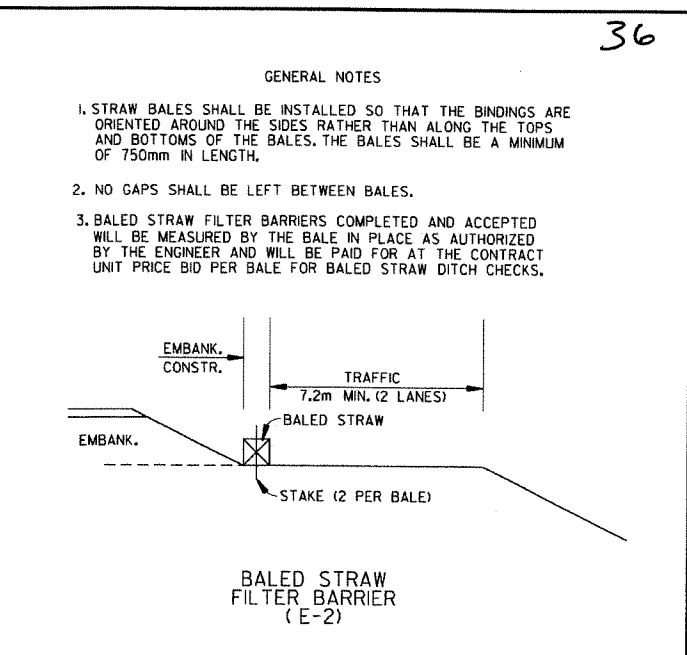 36
GENERAL NOTES
1. STRAW BALES SHALL BE INSTALLED SO THAT THE BINDINGS ARE
ORIENTED AROUND THE SIDES RATHER THAN ALONG THE TOPS
AND BOTTOMS OF THE BALES. THE BALES SHALL BE A MINIMUM
OF 750mm IN LENGTH.
2. NO GAPS SHALL BE LEFT BETWEEN BALES.
3. BALED STRAW FILTER BARRIERS COMPLETED AND ACCEPTED
WILL BE MEASURED BY THE BALE IN PLACE AS AUTHORIZED
BY THE ENGINEER AND WILL BE PAID FOR AT THE CONTRACT
UNIT PRICE BID PER BALE FOR BALED STRAW DITCH CHECKS.
EMBANK.
CONSTR.
TRAFFIC
7.2m MIN. (2 LANES)
BALED STRAW
EMBANK.
STAKE (2 PER BALE)
BALED STRAW
FILTER BARRIER
(E-2)